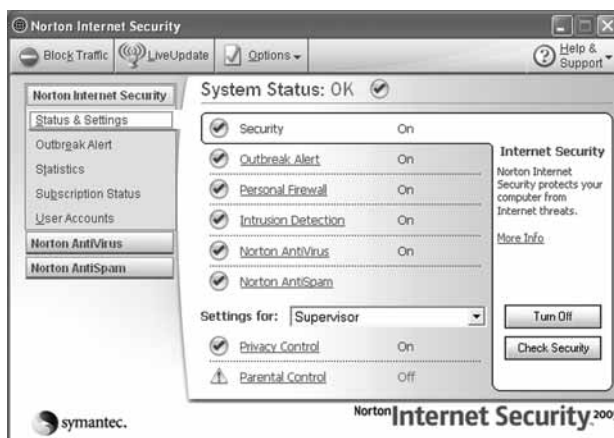 Norton Internet Security
Block Traffic
LiveUpdate
Options
Help & Support
Norton Internet Security
Status & Settings
Outbreak Alert
Statistics
Subscription Status
User Accounts
Norton AntiVirus
Norton AntiSpam
System Status: OK
Security On
Outbreak Alert On
Personal Firewall On
Intrusion Detection On
Norton AntiVirus On
Norton AntiSpam
Settings for: Supervisor
Privacy Control On
Parental Control Off
Internet Security
Norton Internet
Security protects your
computer from
Internet threats.
More Info
Turn Off
Check Security
symantec.
Norton Internet Security